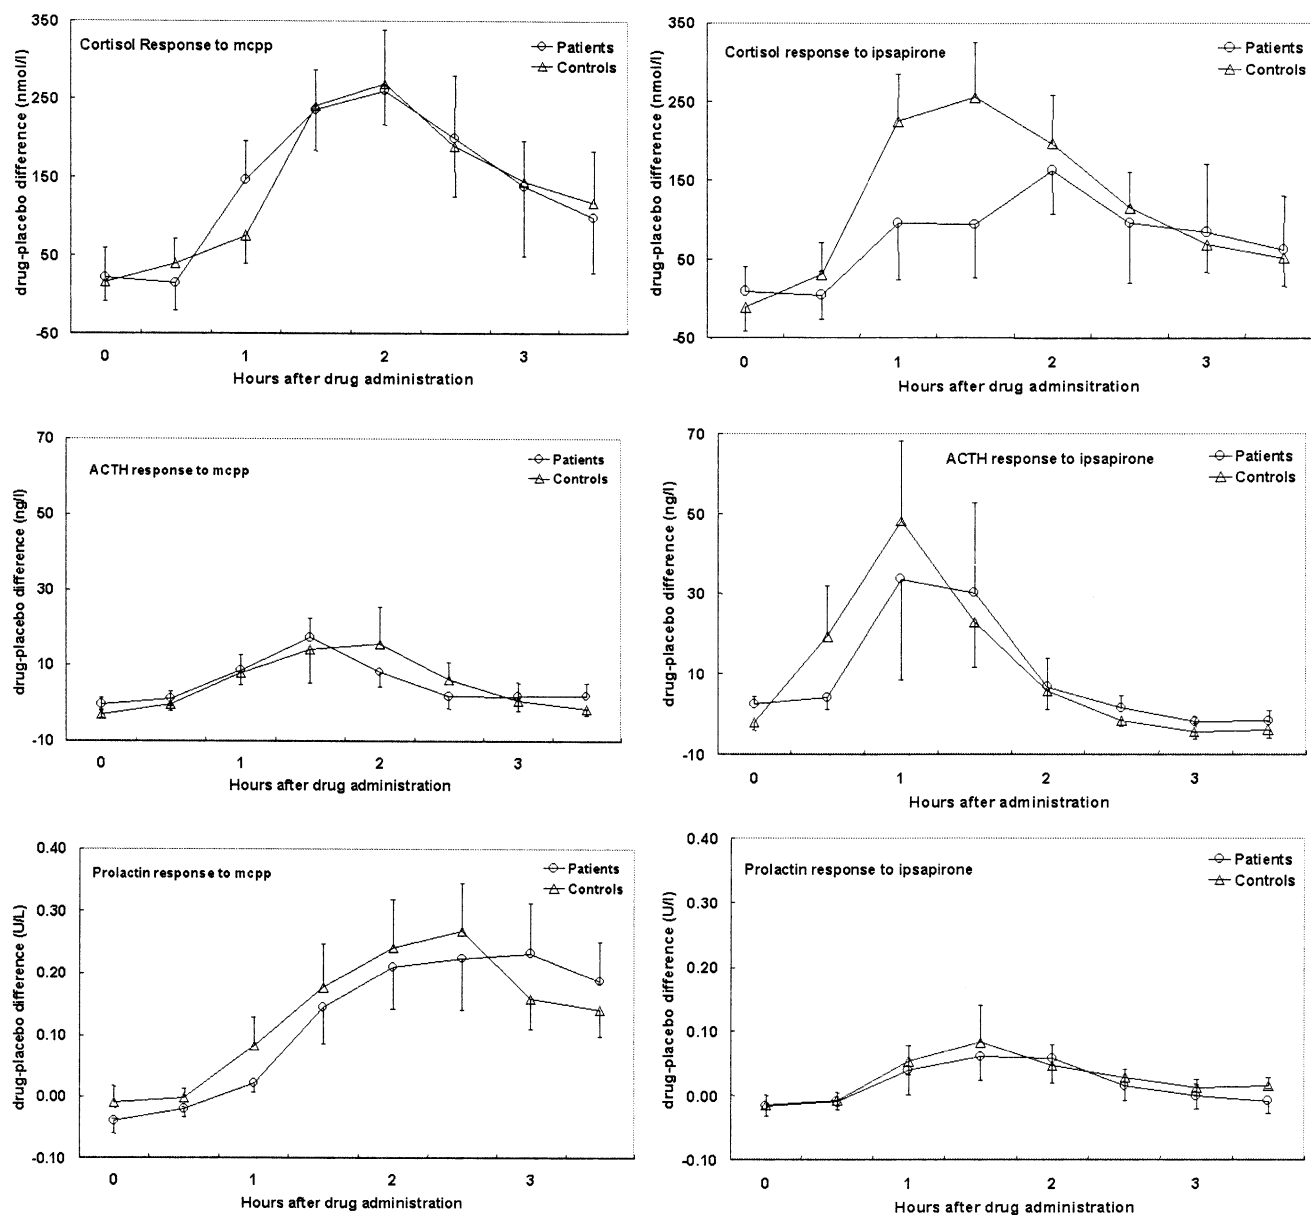 Cortisol Response to mcpp
Patients
Controls
350
250
150
50
-50
drug-placebo difference (nmol/l)
0 1 2 3
Hours after drug administration
Cortisol response to ipsapirone
Patients
Controls
350
250
150
50
-50
drug-placebo difference (nmol/l)
0 1 2 3
Hours after drug adminsitration
ACTH response to mcpp
Patients
Controls
70
50
30
10
-10
drug-placebo difference (ng/l)
0 1 2 3
Hours after drug administration
ACTH response to ipsapirone
Patients
Controls
70
50
30
10
-10
drug-placebo difference (ng/l)
0 1 2 3
Hours after administration
Prolactin response to mcpp
Patients
Controls
0.40
0.30
0.20
0.10
0.00
-0.10
drug-placebo difference (U/L)
0 1 2 3
Hours after drug administration
Prolactin response to ipsapirone
Patients
Controls
0.40
0.30
0.20
0.10
0.00
-0.10
drug-placebo difference (U/l)
0 1 2 3
Hours after drug administration